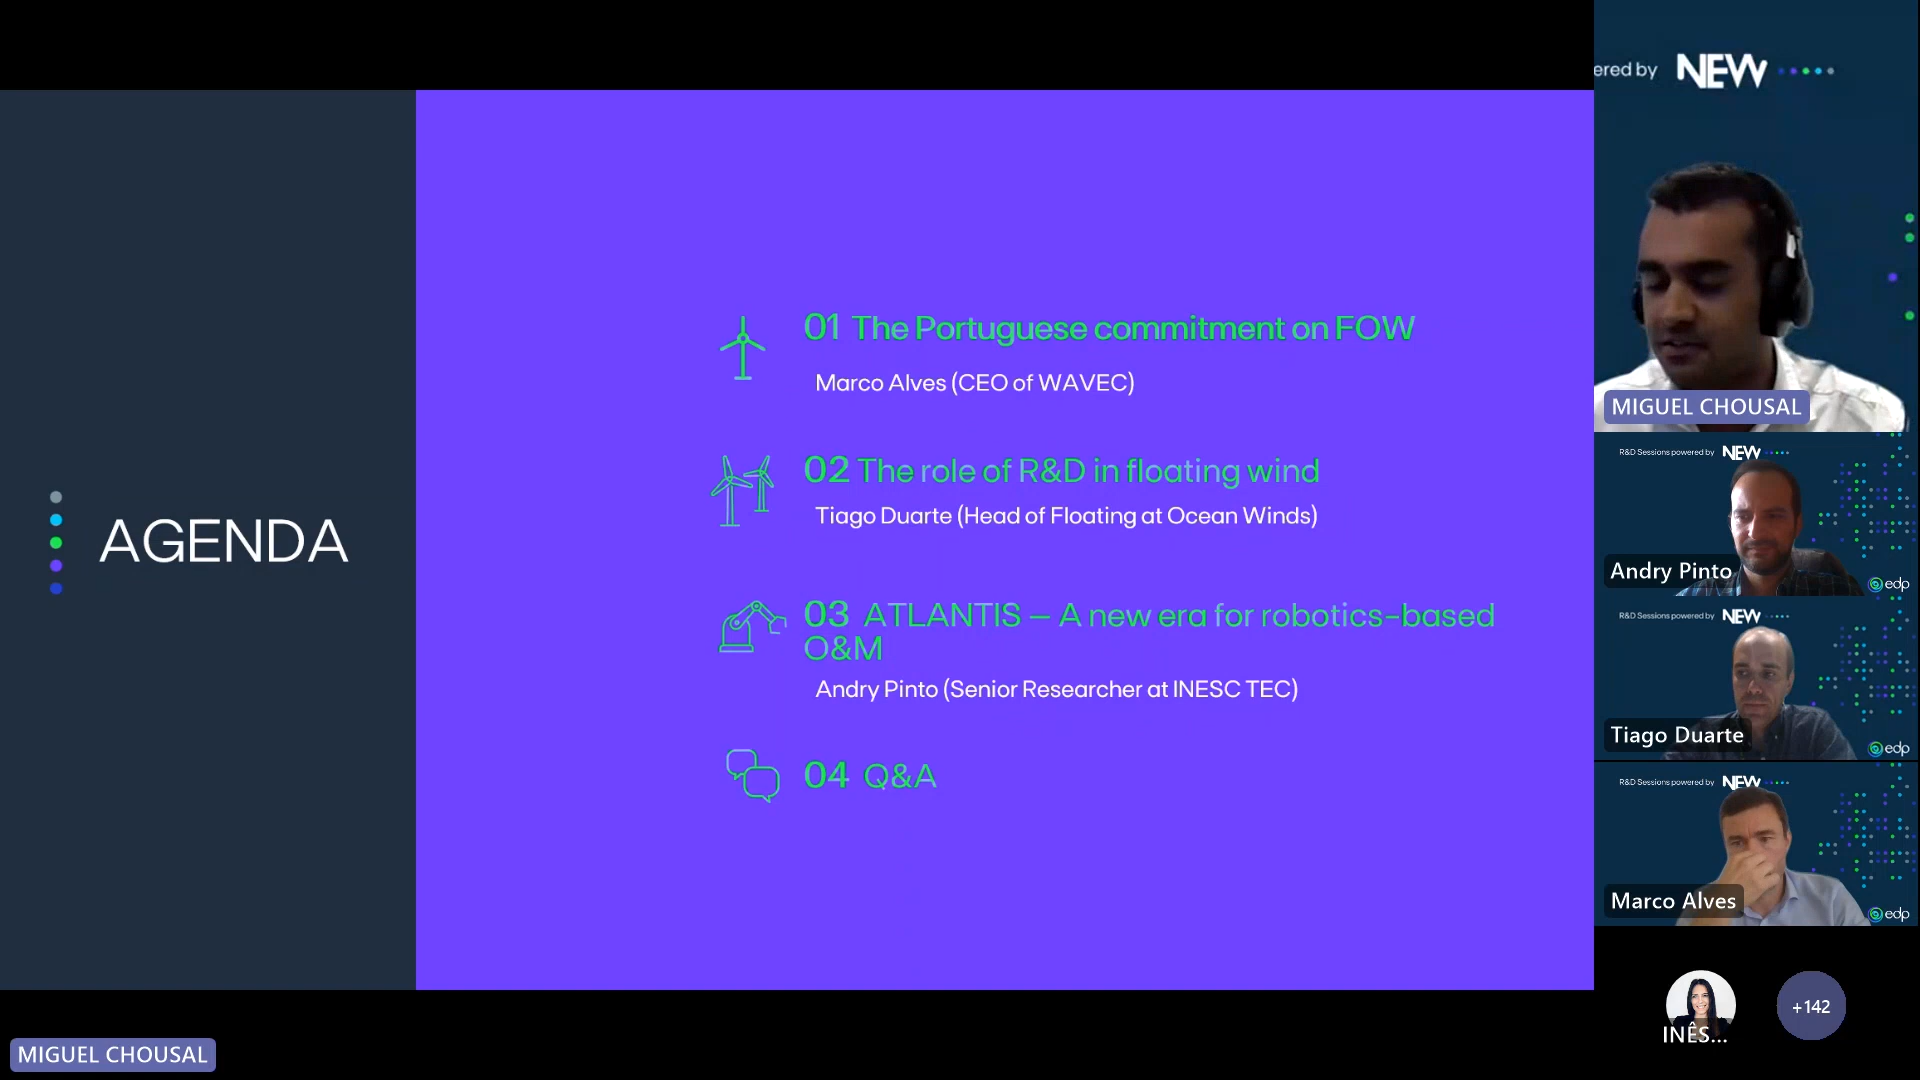 AGENDA
01 The Portuguese commitment on FOW
Marco Alves (CEO of WAVEC)
02 The role of R&D in floating wind
Tiago Duarte (Head of Floating at Ocean Winds)
03 ATLANTIS – A new era for robotics-based
O&M
Andry Pinto (Senior Researcher at INESC TEC)
04 Q&A
MIGUEL CHOUSAL
ered by NEW
MIGUEL CHOUSAL
R&D Sessions powered by NEW
Andry Pinto
edp
R&D Sessions powered by NEW
Tiago Duarte
edp
R&D Sessions powered by NEW
Marco Alves
edp
INÊS...
+142